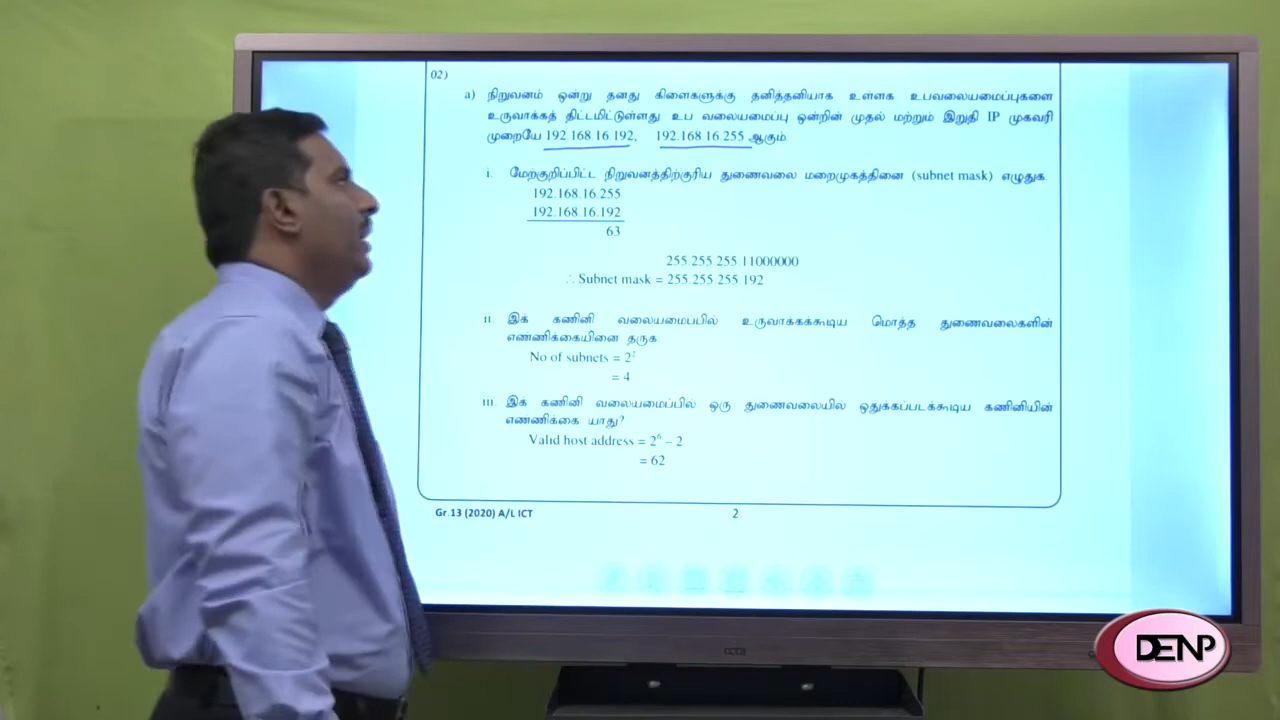 02)
a) நிறுவனம் ஒன்று தனது கிளைகளுக்கு தனித்தனியாக உள்ளக உபவலையமைப்புகளை
உருவாக்கத் திட்டமிட்டுள்ளது. உப வலையமைப்பு ஒன்றின் முதல் மற்றும் இறுதி IP முகவரி
முறையே 192.168.16.192, 192.168.16.255 ஆகும்.
i. மேற்குறிப்பிட்ட நிறுவனத்திற்குரிய துணைவலை மறைமுகத்தினை (subnet mask) எழுதுக.
192.168.16.255
192.168.16.192
63
255.255.255.11000000
∴ Subnet mask = 255.255.255.192
ii. இக் கணினி வலையமைப்பில் உருவாக்கக்கூடிய மொத்த துணைவலைகளின்
எண்ணிக்கையினை தருக.
No of subnets = 2²
= 4
iii. இக் கணினி வலையமைப்பில் ஒரு துணைவலையில் ஒதுக்கப்படக்கூடிய கணினியின்
எண்ணிக்கை யாது?
Valid host address = 2⁶ – 2
= 62
Gr.13 (2020) A/L ICT 2
DENP